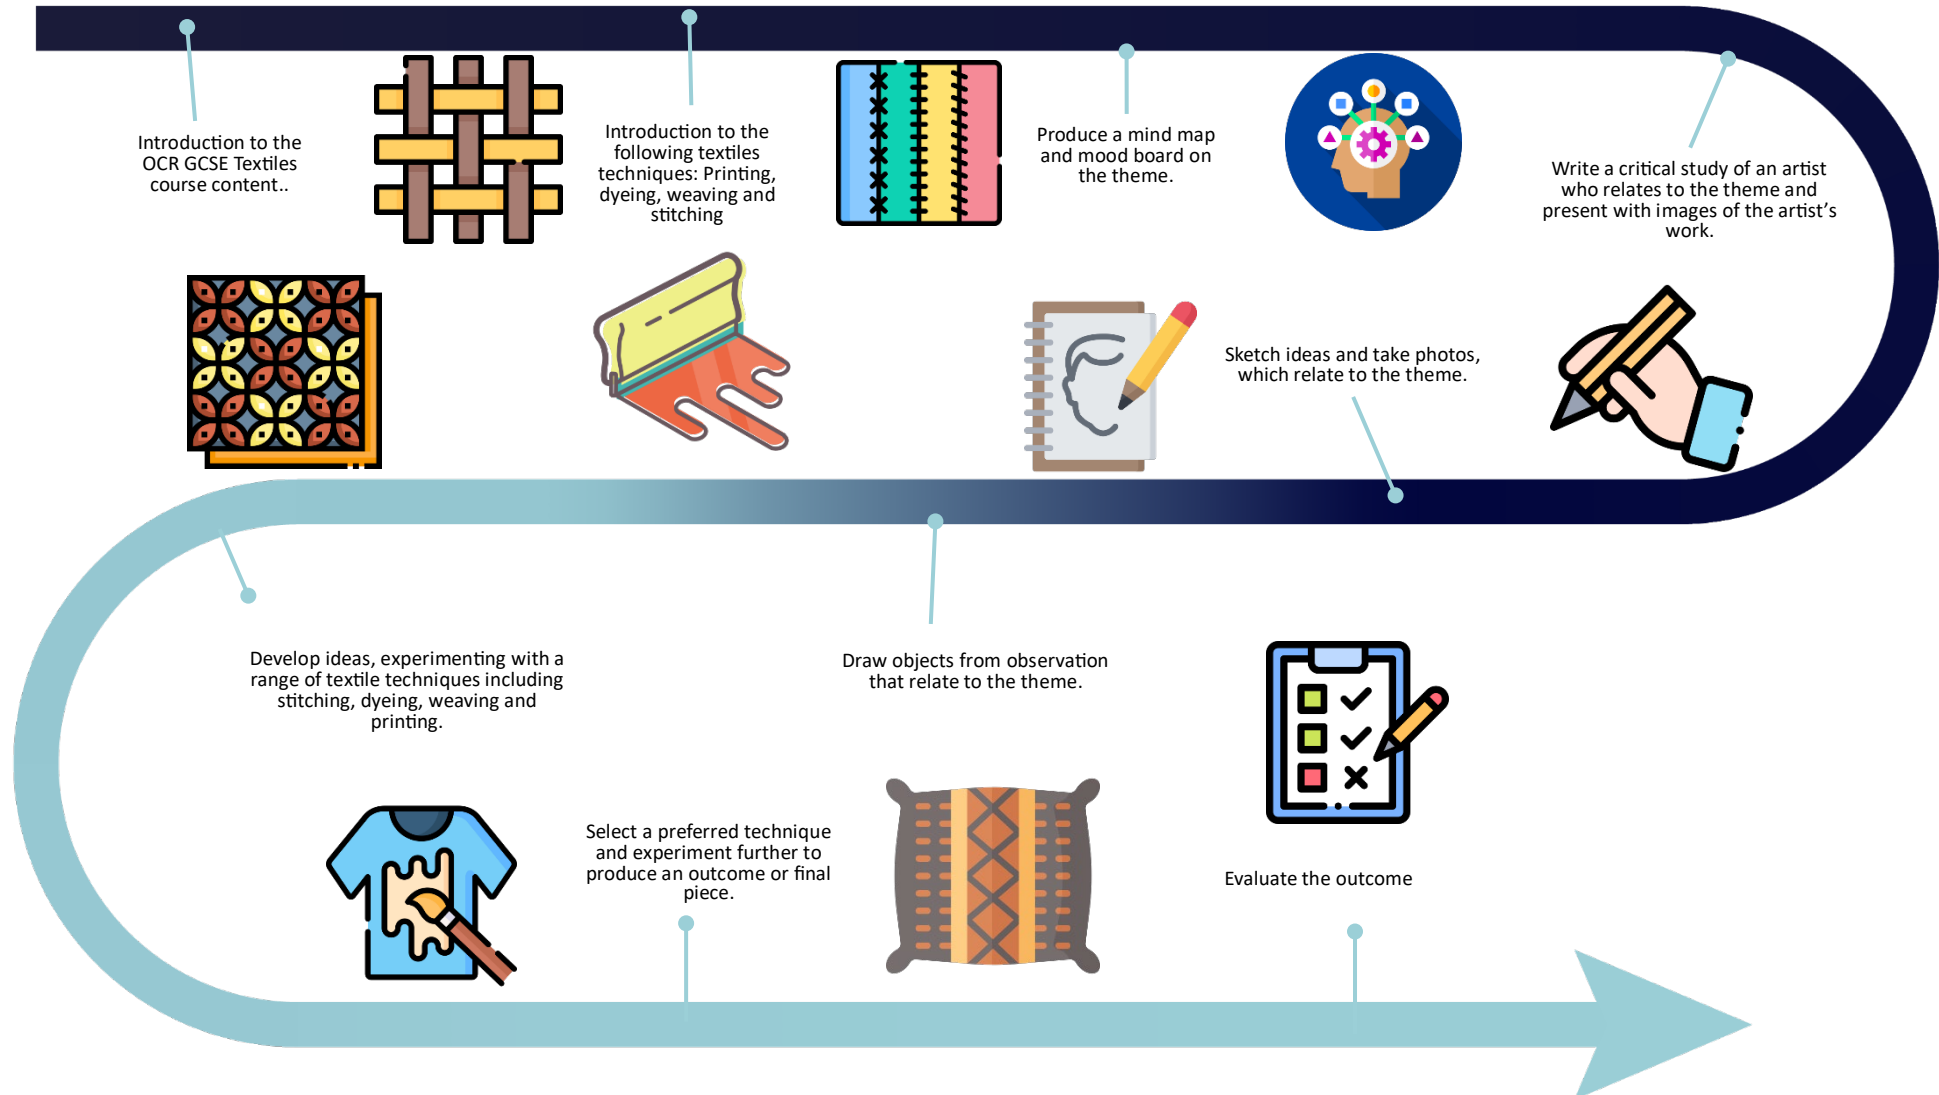 Introduction to the
OCR GCSE Textiles
course content..
Introduction to the
following textiles
techniques: Printing,
dyeing, weaving and
stitching
Produce a mind map
and mood board on
the theme.
Write a critical study of an artist
who relates to the theme and
present with images of the artist’s
work.
Sketch ideas and take photos,
which relate to the theme.
Draw objects from observation
that relate to the theme.
Develop ideas, experimenting with a
range of textile techniques including
stitching, dyeing, weaving and
printing.
Select a preferred technique
and experiment further to
produce an outcome or final
piece.
Evaluate the outcome